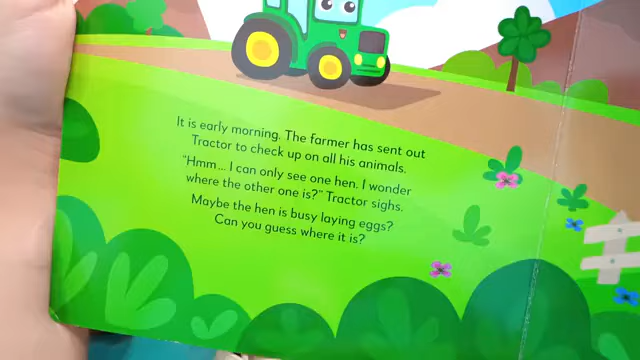 It is early morning. The farmer has sent out
Tractor to check up on all his animals.
"Hmm... I can only see one hen. I wonder
where the other one is?" Tractor sighs.
Maybe the hen is busy laying eggs?
Can you guess where it is?